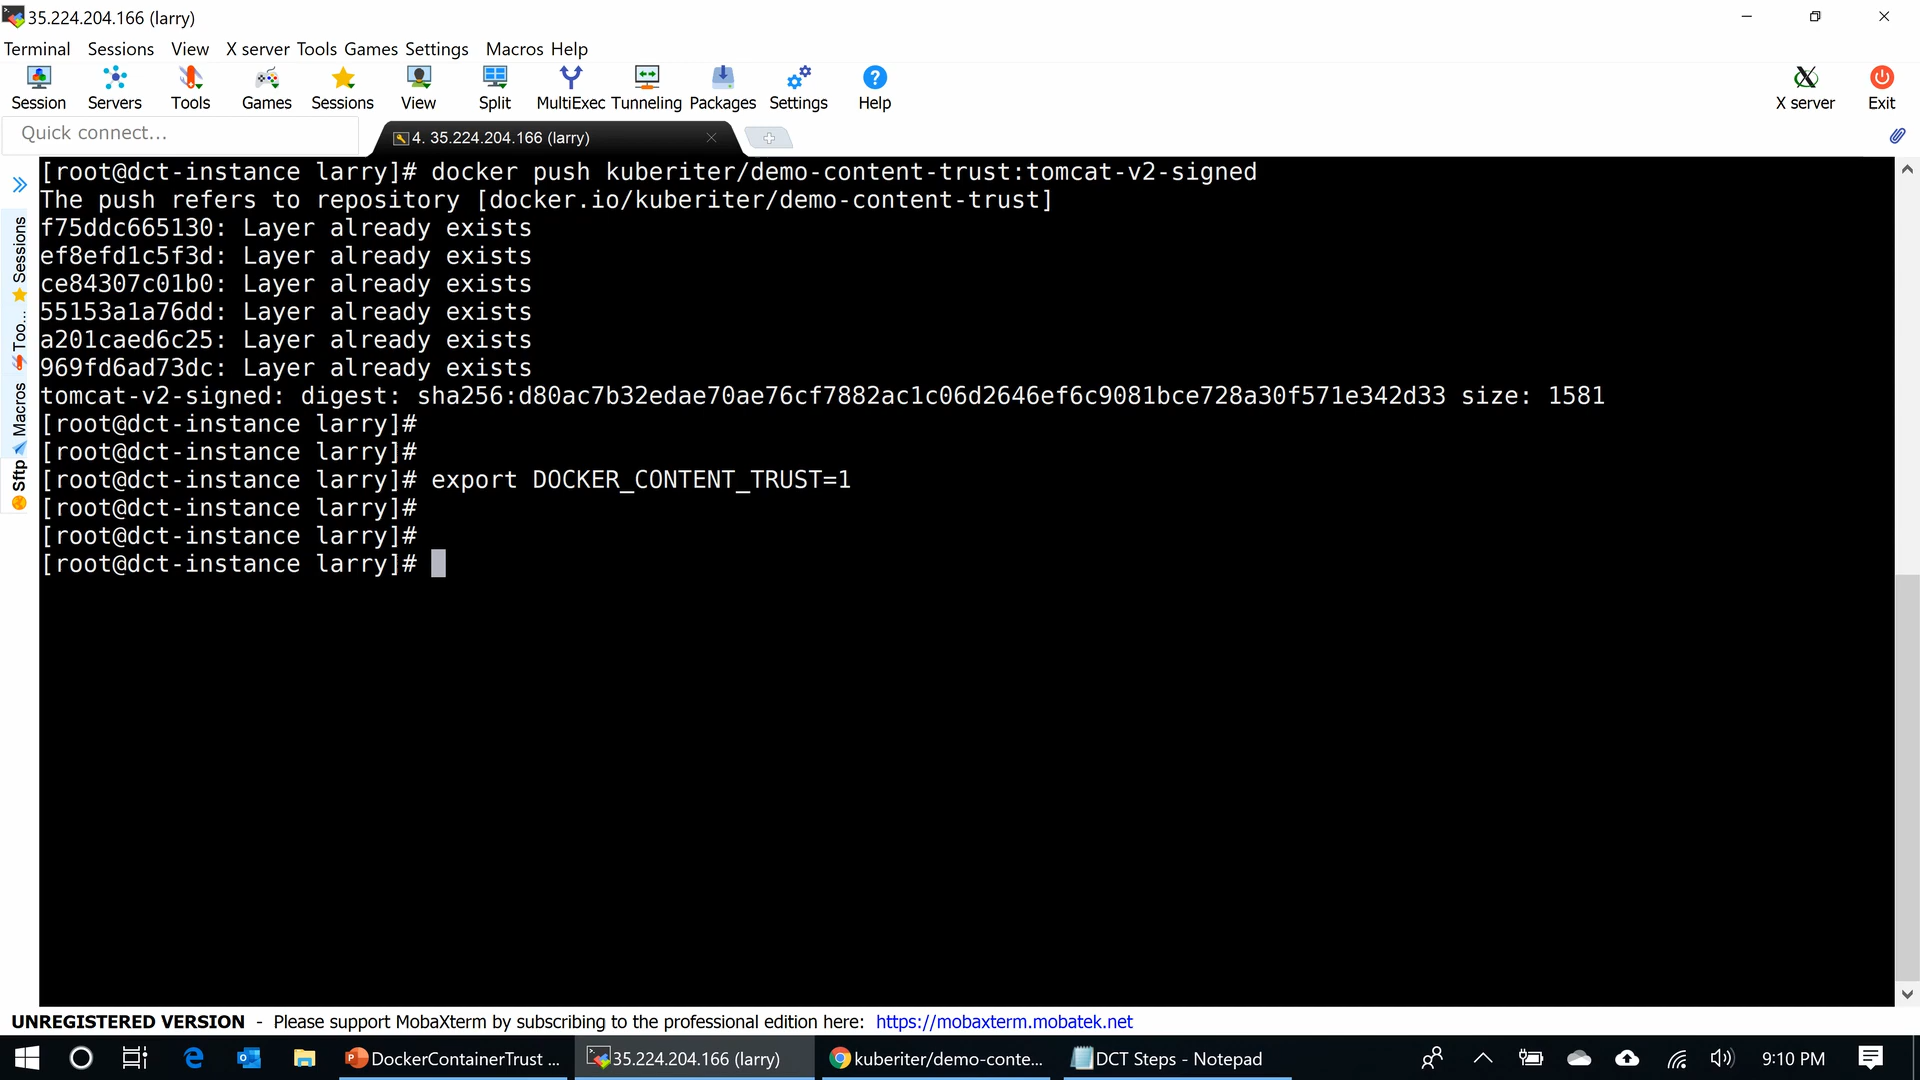 35.224.204.166 (larry)
Terminal Sessions View X server Tools Games Settings Macros Help
Session Servers Tools Games Sessions View Split MultiExec Tunneling Packages Settings Help X server Exit
Quick connect...
4. 35.224.204.166 (larry)
[root@dct-instance larry]# docker push kuberiter/demo-content-trust:tomcat-v2-signed
The push refers to repository [docker.io/kuberiter/demo-content-trust]
f75ddc665130: Layer already exists
ef8efd1c5f3d: Layer already exists
ce84307c01b0: Layer already exists
55153a1a76dd: Layer already exists
a201caed6c25: Layer already exists
969fd6ad73dc: Layer already exists
tomcat-v2-signed: digest: sha256:d80ac7b32edae70ae76cf7882ac1c06d2646ef6c9081bce728a30f571e342d33 size: 1581
[root@dct-instance larry]#
[root@dct-instance larry]#
[root@dct-instance larry]# export DOCKER_CONTENT_TRUST=1
[root@dct-instance larry]#
[root@dct-instance larry]#
[root@dct-instance larry]#
Sessions
Too...
Macros
Sftp
UNREGISTERED VERSION - Please support MobaXterm by subscribing to the professional edition here: https://mobaxterm.mobatek.net
DockerContainerTrust ... 35.224.204.166 (larry) kuberiter/demo-conte... DCT Steps - Notepad 9:10 PM